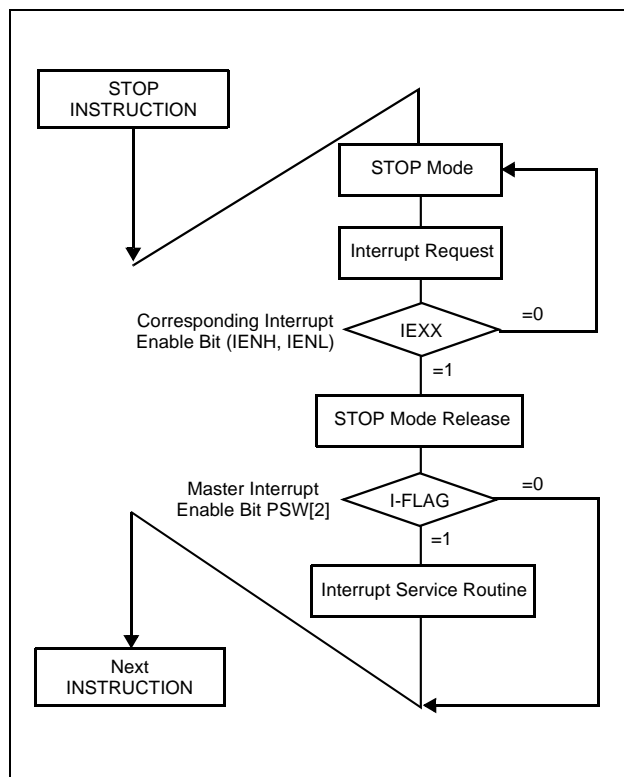 STOP
INSTRUCTION
STOP Mode
Interrupt Request
Corresponding Interrupt
Enable Bit (IENH, IENL)
IEXX
=0
=1
STOP Mode Release
Master Interrupt
Enable Bit PSW[2]
I-FLAG
=0
=1
Interrupt Service Routine
Next
INSTRUCTION